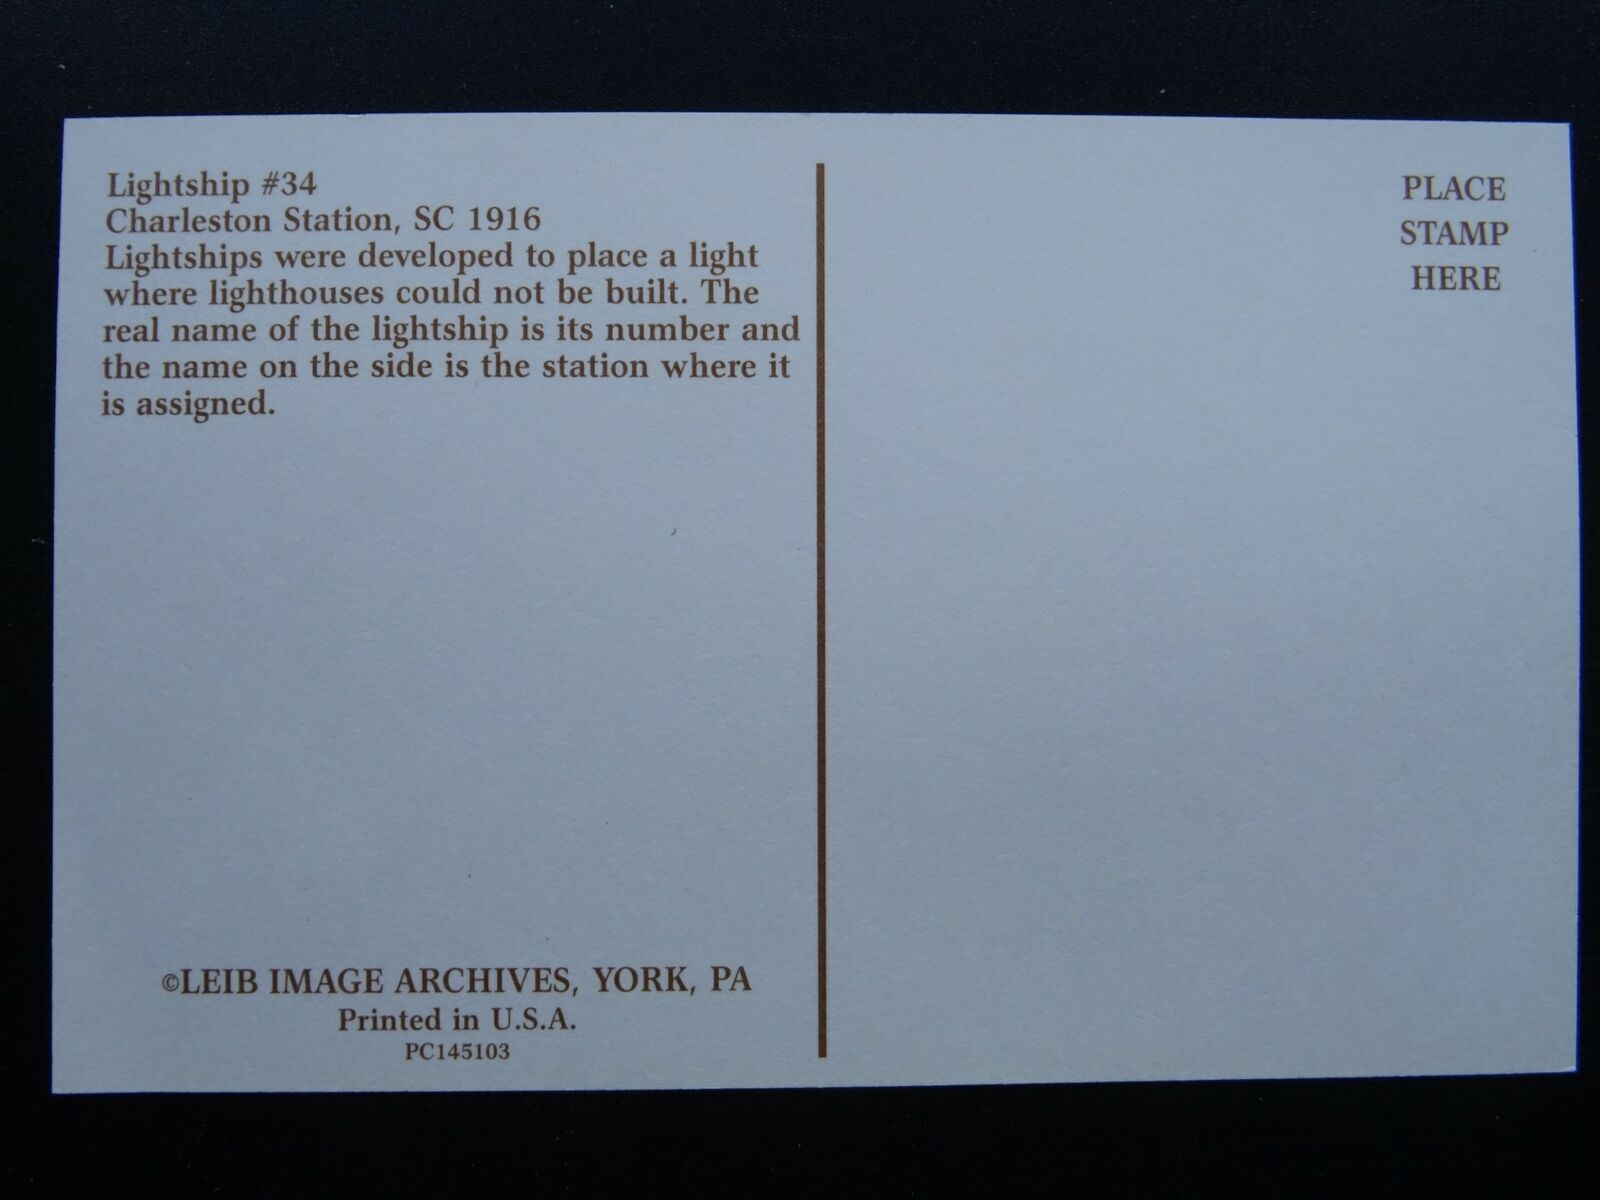 Lightship #34
Charleston Station, SC 1916
Lightships were developed to place a light
where lighthouses could not be built. The
real name of the lightship is its number and
the name on the side is the station where it
is assigned.
©LEIB IMAGE ARCHIVES, YORK, PA
Printed in U.S.A.
PC145103
PLACE
STAMP
HERE